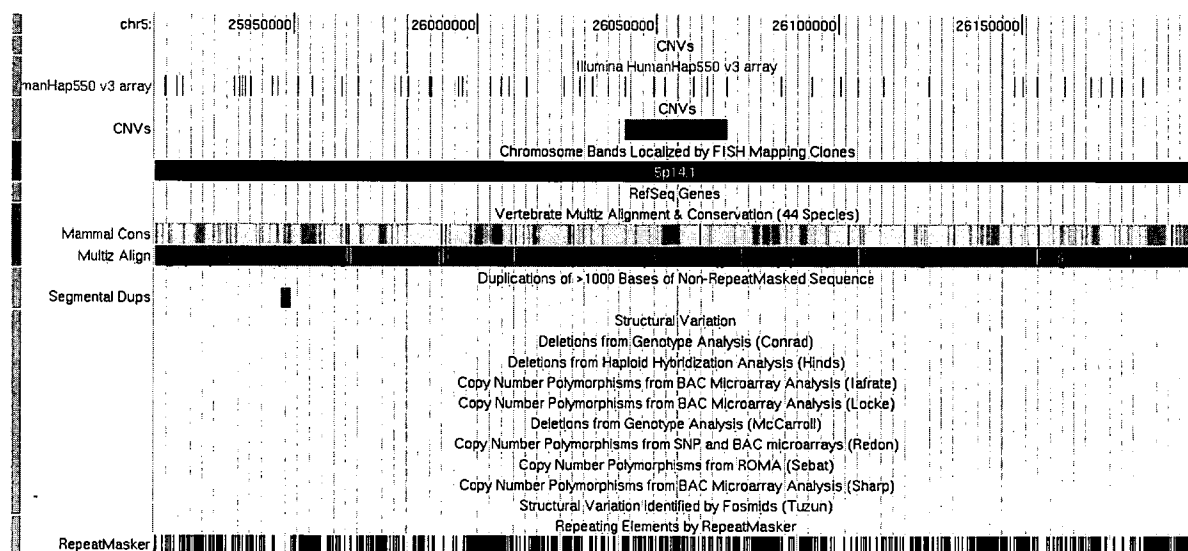 chr5: 25950000 26000000 26050000 26100000 26150000
CNVs
Illumina HumanHap550 v3 array
manHap550 v3 array
CNVs
CNVs
Chromosome Bands Localized by FISH Mapping Clones
5p14.1
RefSeq Genes
Vertebrate Multiz Alignment & Conservation (44 Species)
Mammal Cons
Multiz Align
Duplications of >1000 Bases of Non-RepeatMasked Sequence
Segmental Dups
Structural Variation
Deletions from Genotype Analysis (Conrad)
Deletions from Haploid Hybridization Analysis (Hinds)
Copy Number Polymorphisms from BAC Microarray Analysis (Iafrate)
Copy Number Polymorphisms from BAC Microarray Analysis (Locke)
Deletions from Genotype Analysis (McCarroll)
Copy Number Polymorphisms from SNP and BAC microarrays (Redon)
Copy Number Polymorphisms from ROMA (Sebat)
Copy Number Polymorphisms from BAC Microarray Analysis (Sharp)
Structural Variation Identified by Fosmids (Tuzun)
Repeating Elements by RepeatMasker
RepeatMasker